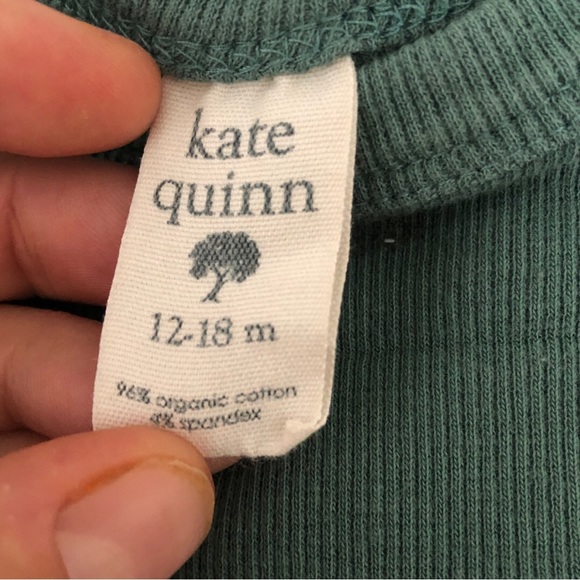 kate
quinn
12-18 m
96% organic cotton
4% spandex